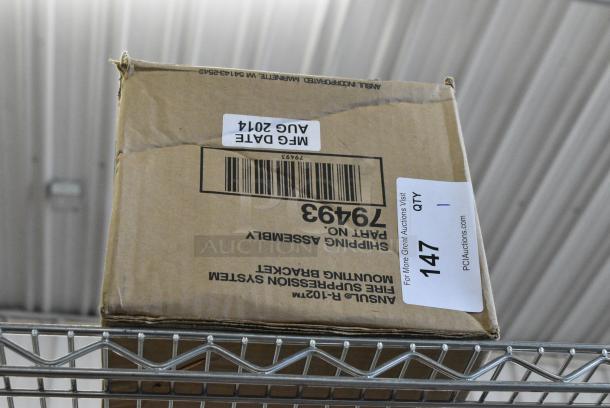 ANSUL® R-102™
FIRE SUPPRESSION SYSTEM
MOUNTING BRACKET
SHIPPING ASSEMBLY
PART NO.
79493
79493
MFG DATE
AUG 2014
ANSUL INCORPORATED, MARINETTE, WI 54143-2542
For More Great Auctions Visit
147
QTY
1
PCIAuctions.com